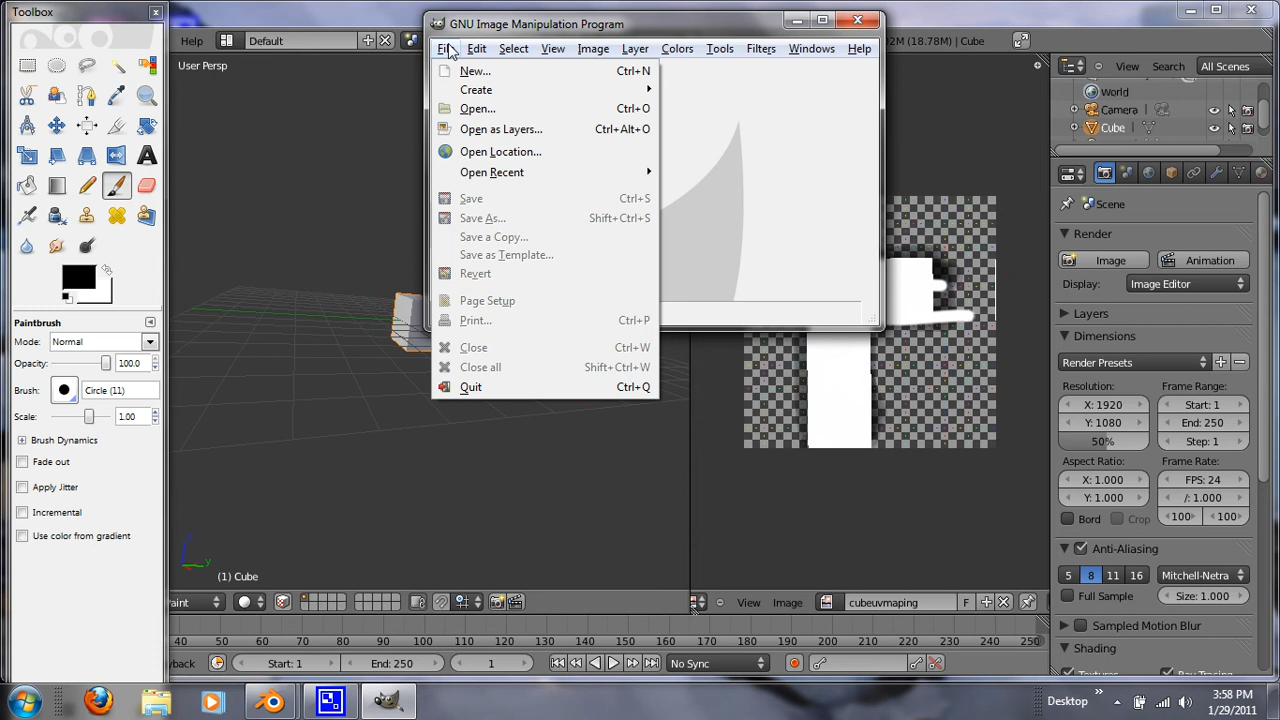 Toolbox
GNU Image Manipulation Program
Help
Default
2M (18.78M) | Cube
User Persp
File Edit Select View Image Layer Colors Tools Filters Windows Help
New... Ctrl+N
Create
Open... Ctrl+O
Open as Layers... Ctrl+Alt+O
Open Location...
Open Recent
Save Ctrl+S
Save As... Shift+Ctrl+S
Save a Copy...
Save as Template...
Revert
Page Setup
Print... Ctrl+P
Close Ctrl+W
Close all Shift+Ctrl+W
Quit Ctrl+Q
Paintbrush
Mode: Normal
Opacity: 100.0
Brush: Circle (11)
Scale: 1.00
Brush Dynamics
Fade out
Apply Jitter
Incremental
Use color from gradient
(1) Cube
Paint
View Image cubeuvmaping F
View Search All Scenes
World
Camera
Cube
Scene
Render
Image Animation
Display: Image Editor
Layers
Dimensions
Render Presets
Resolution: Frame Range:
X: 1920 Start: 1
Y: 1080 End: 250
50% Step: 1
Aspect Ratio: Frame Rate:
X: 1.000 FPS: 24
Y: 1.000 /: 1.000
Bord Crop 100 100
Anti-Aliasing
5 8 11 16 Mitchell-Netra
Full Sample Size: 1.000
Sampled Motion Blur
Shading
40 50 60 70 80 90 100 110 120 130 140 150 160 170 180 190 200 210 220 230 240 250
yback Start: 1 End: 250 1 No Sync
Desktop
3:58 PM
1/29/2011